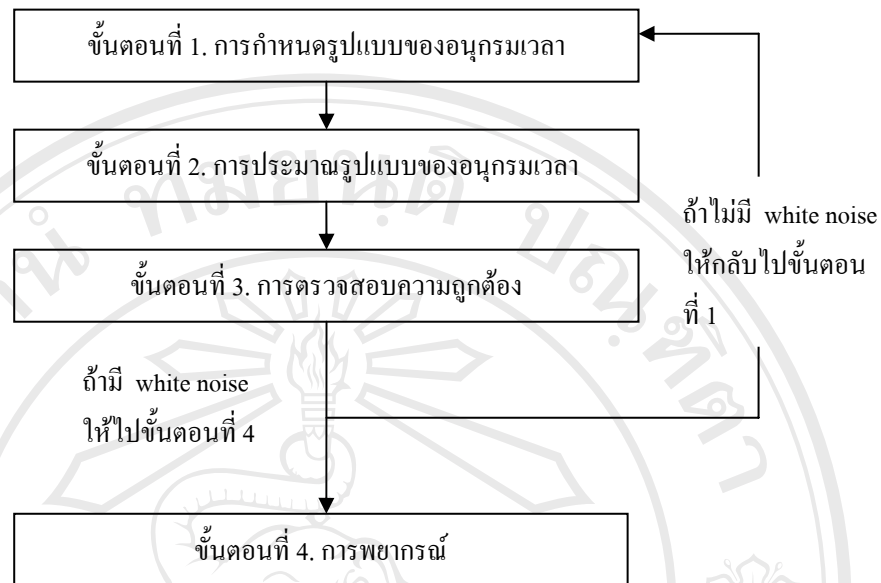 ขั้นตอนที่ 1. การกำหนดรูปแบบของอนุกรมเวลา
ขั้นตอนที่ 2. การประมาณรูปแบบของอนุกรมเวลา
ขั้นตอนที่ 3. การตรวจสอบความถูกต้อง
ถ้าไม่มี white noise
ให้กลับไปขั้นตอน
ที่ 1
ถ้ามี white noise
ให้ไปขั้นตอนที่ 4
ขั้นตอนที่ 4. การพยากรณ์